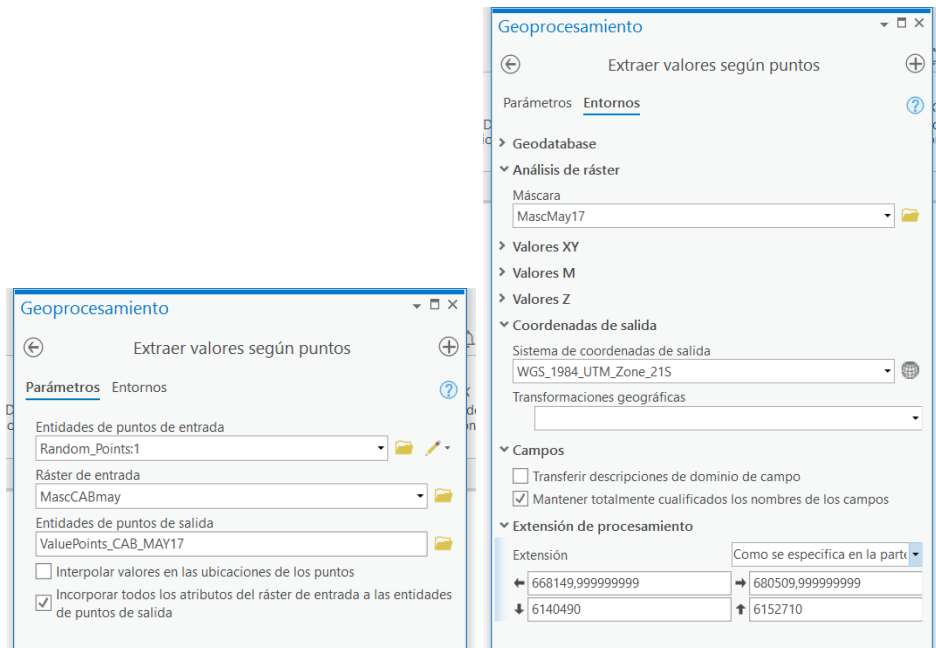 Geoprocesamiento
Extraer valores según puntos
Parámetros Entornos
Entidades de puntos de entrada
Random_Points:1
Ráster de entrada
MascCABmay
Entidades de puntos de salida
ValuePoints_CAB_MAY17
Interpolar valores en las ubicaciones de los puntos
Incorporar todos los atributos del ráster de entrada a las entidades
de puntos de salida
Geoprocesamiento
Extraer valores según puntos
Parámetros Entornos
Geodatabase
Análisis de ráster
Máscara
MascMay17
Valores XY
Valores M
Valores Z
Coordenadas de salida
Sistema de coordenadas de salida
WGS_1984_UTM_Zone_21S
Transformaciones geográficas
Campos
Transferir descripciones de dominio de campo
Mantener totalmente cualificados los nombres de los campos
Extensión de procesamiento
Extensión Como se especifica en la parte
668149,999999999 680509,999999999
6140490 6152710